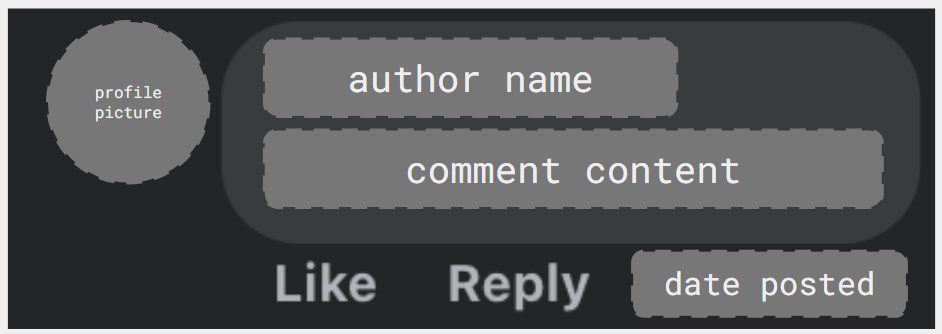 profile
picture
author name
comment content
Like Reply date posted